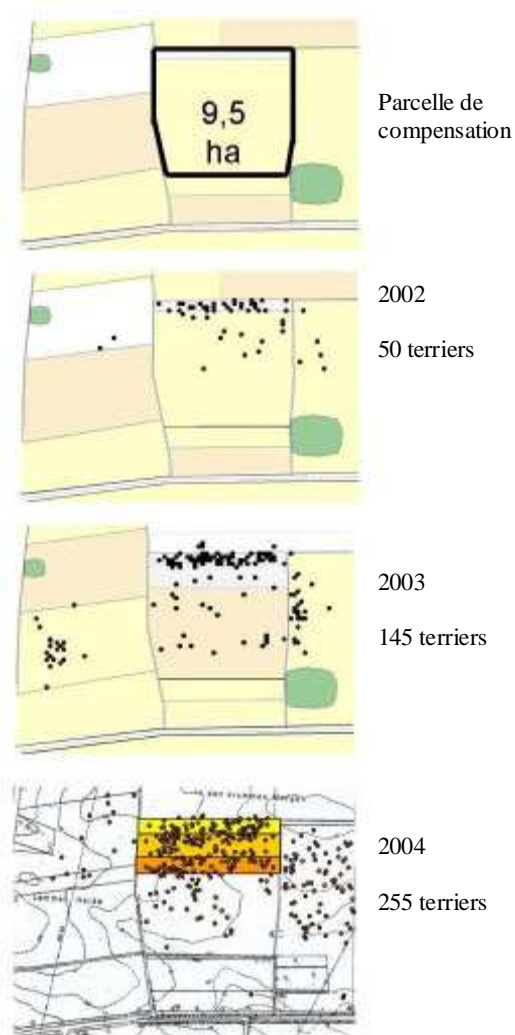 9,5
ha
Parcelle de
compensation
2002
50 terriers
2003
145 terriers
2004
255 terriers